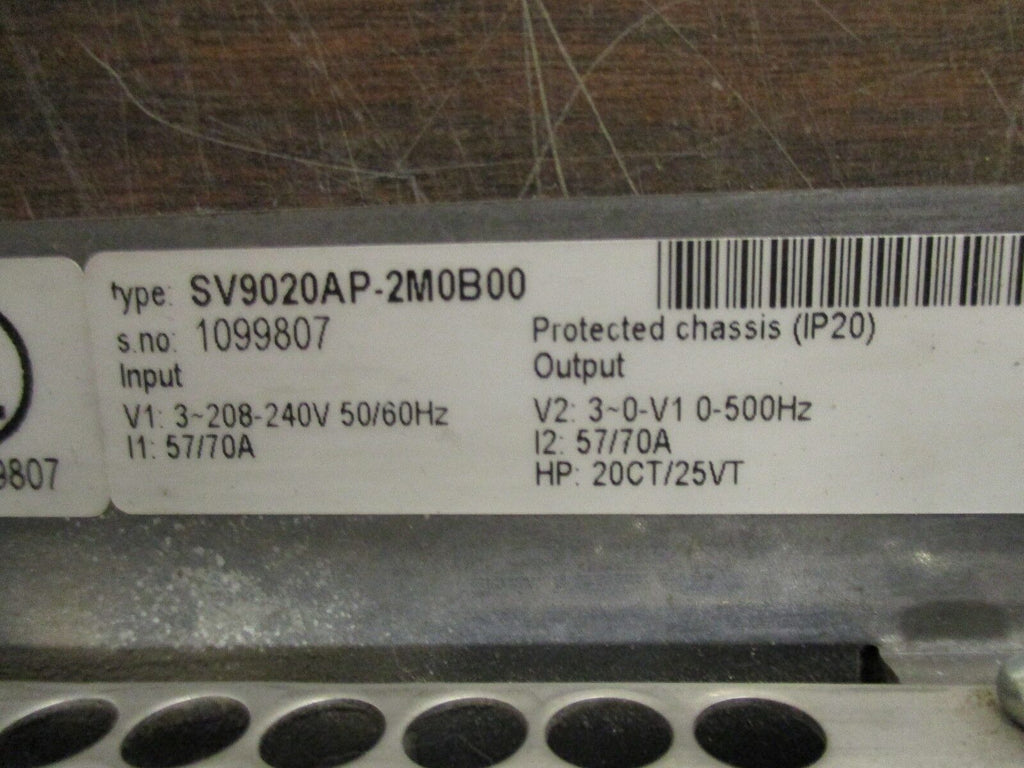 type: SV9020AP-2M0B00
s.no: 1099807
Protected chassis (IP20)
Input
Output
V1: 3~208-240V 50/60Hz
V2: 3~0-V1 0-500Hz
I1: 57/70A
I2: 57/70A
HP: 20CT/25VT
9807